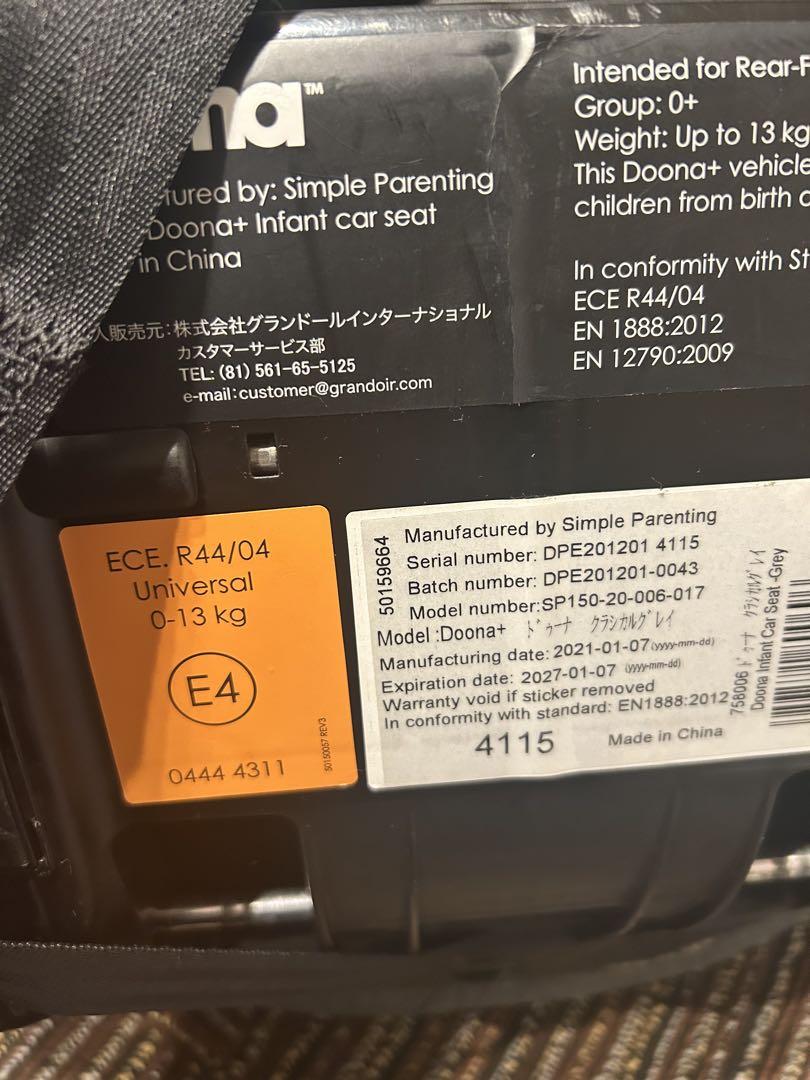 na™
tured by: Simple Parenting
Doona+ Infant car seat
in China
入販売元:株式会社グランドールインターナショナル
カスタマーサービス部
TEL: (81) 561-65-5125
e-mail:customer@grandoir.com
Intended for Rear-F
Group: 0+
Weight: Up to 13 kg
This Doona+ vehicle
children from birth
In conformity with St
ECE R44/04
EN 1888:2012
EN 12790:2009
ECE. R44/04
Universal
0-13 kg
E4
0444 4311
50150057 REV3
50159664
Manufactured by Simple Parenting
Serial number: DPE201201 4115
Batch number: DPE201201-0043
Model number:SP150-20-006-017
Model :Doona+ ドゥーナ クラシカルグレイ
Manufacturing date: 2021-01-07(yyyy-mm-dd)
Expiration date: 2027-01-07 (yyyy-mm-dd)
Warranty void if sticker removed
In conformity with standard: EN1888:2012
4115 Made in China
758006 ドゥーナ クラシカルグレイ
Doona Infant Car Seat -Grey